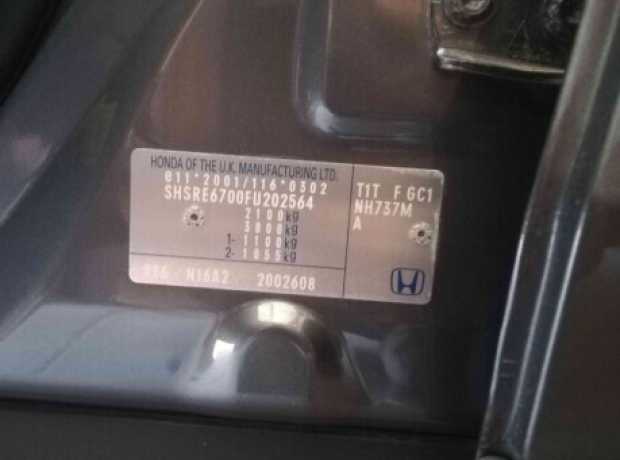 HONDA OF THE U.K. MANUFACTURING LTD.
e11*2001/116*0302
SHSRE6700FU202564
2100kg
3800kg
1- 1100kg
2- 1055kg
N16A2 2002608
T1T F GC1
NH737M
A